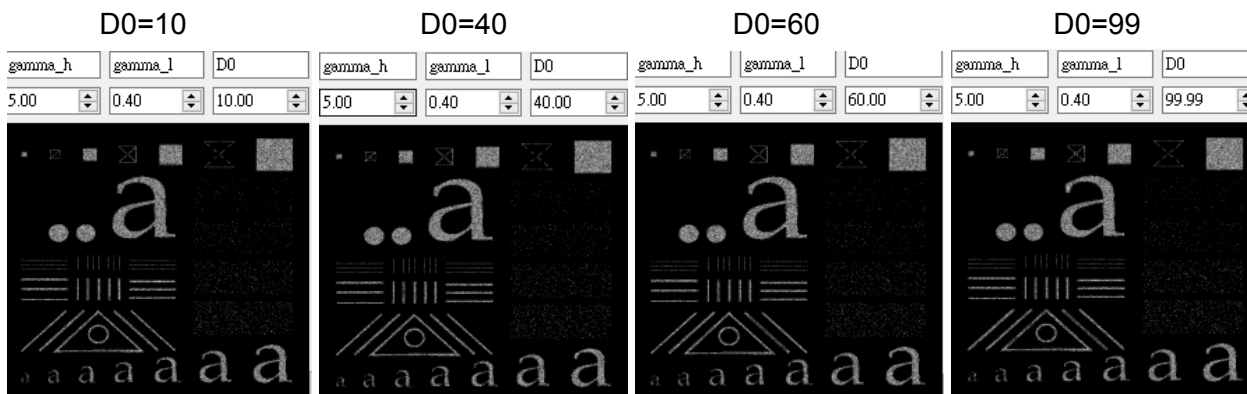 D0=10 D0=40 D0=60 D0=99
gamma_h gamma_l D0 gamma_h gamma_l D0 gamma_h gamma_l D0 gamma_h gamma_l D0
5.00 0.40 10.00 5.00 0.40 40.00 5.00 0.40 60.00 5.00 0.40 99.99
a a a a
a a a a a a a a a a a a a a a a a a a a a a a a